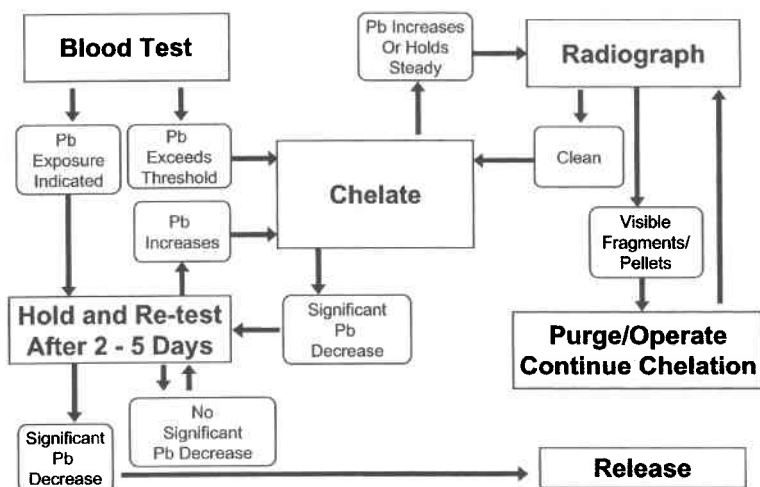 Blood Test
Pb Increases
Or Holds
Steady
Radiograph
Pb
Exposure
Indicated
Pb
Exceeds
Threshold
Clean
Chelate
Pb
Increases
Visible
Fragments/
Pellets
Hold and Re-test
After 2 - 5 Days
Significant
Pb
Decrease
Purge/Operate
Continue Chelation
No
Significant
Pb Decrease
Significant
Pb
Decrease
Release